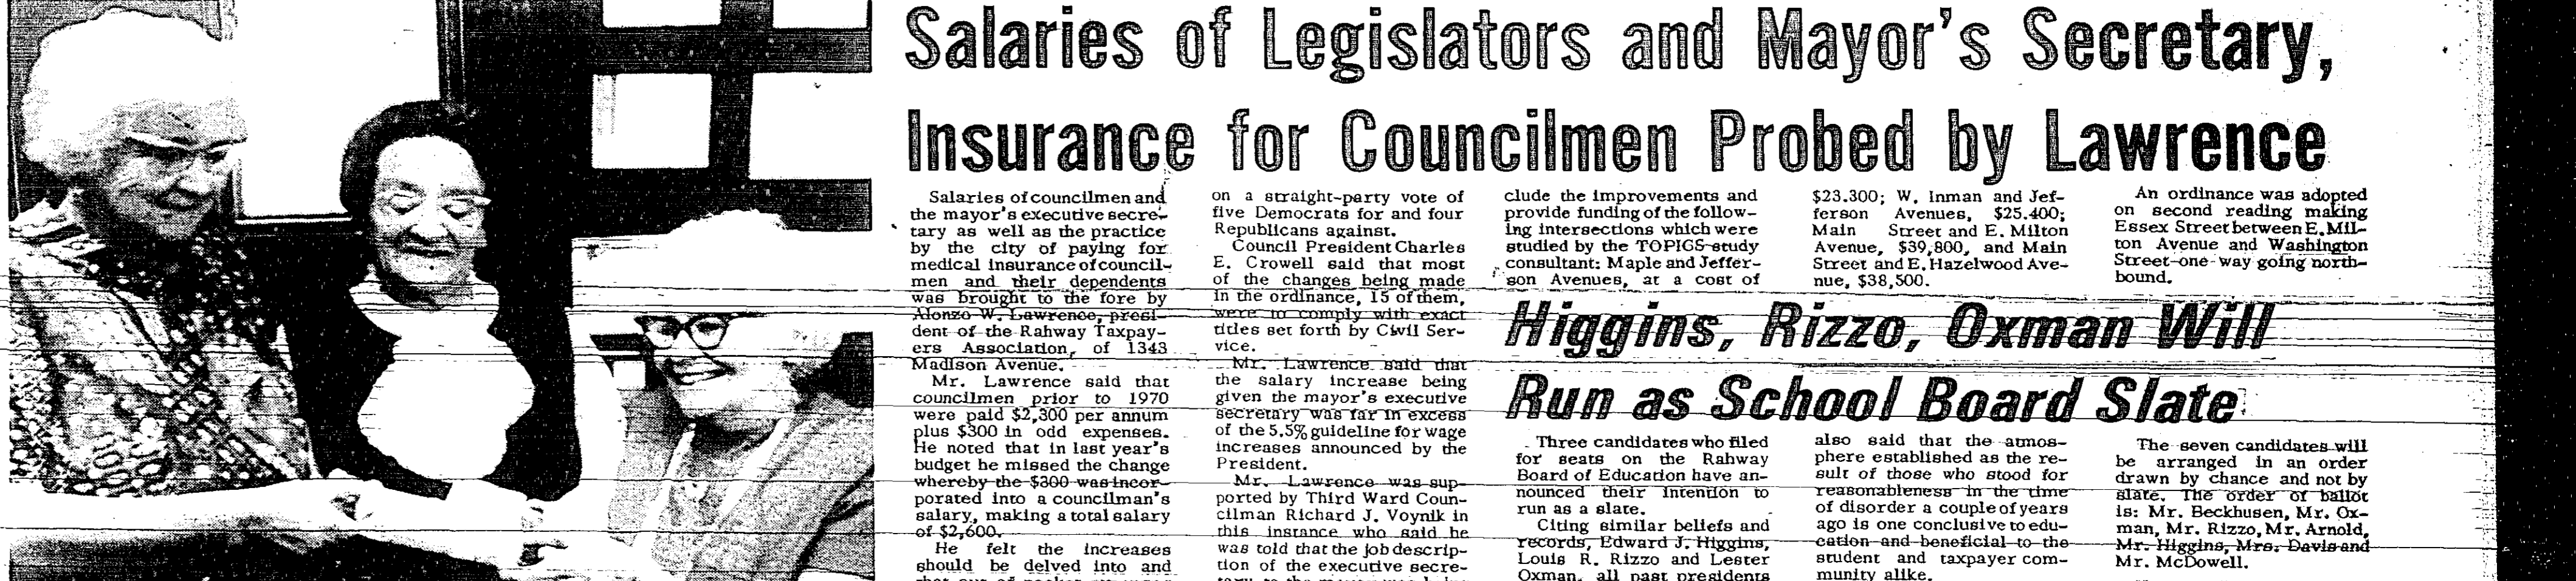 Salaries of Legislators and Mayor's Secretary,
Insurance for Councilmen Probed by Lawrence
Salaries of councilmen and
the mayor's executive secre-
tary as well as the practice
by the city of paying for
medical insurance of council-
men and their dependents
was brought to the fore by
Alonzo W. Lawrence, presi-
dent of the Rahway Taxpay-
ers Association, of 1343
Madison Avenue.
Mr. Lawrence said that
councilmen prior to 1970
were paid $2,300 per annum
plus $300 in odd expenses.
He noted that in last year's
budget he missed the change
whereby the $300 was incor-
porated into a councilman's
salary, making a total salary
of $2,600.
He felt the increases
should be delved into and
on a straight-party vote of
five Democrats for and four
Republicans against.
Council President Charles
E. Crowell said that most
of the changes being made
in the ordinance, 15 of them,
were to comply with exact
titles set forth by Civil Ser-
vice.
Mr. Lawrence said that
the salary increase being
given the mayor's executive
secretary was far in excess
of the 5.5% guideline for wage
increases announced by the
President.
Mr. Lawrence was sup-
ported by Third Ward Coun-
cilman Richard J. Voynik in
this instance who said he
was told that the job descrip-
tion of the executive secre-
clude the improvements and
provide funding of the follow-
ing intersections which were
studied by the TOPICS study
consultant: Maple and Jeffer-
son Avenues, at a cost of
$23.300; W. Inman and Jef-
ferson Avenues, $25.400;
Main Street and E. Milton
Avenue, $39,800, and Main
Street and E. Hazelwood Ave-
nue, $38,500.
An ordinance was adopted
on second reading making
Essex Street between E. Mil-
ton Avenue and Washington
Street one-way going north-
bound.
Higgins, Rizzo, Oxman Will
Run as School Board Slate
Three candidates who filed
for seats on the Rahway
Board of Education have an-
nounced their intention to
run as a slate.
Citing similar beliefs and
records, Edward J. Higgins,
Louis R. Rizzo and Lester
Oxman, all past presidents
also said that the atmos-
phere established as the re-
sult of those who stood for
reasonableness in the time
of disorder a couple of years
ago is one conclusive to edu-
cation and beneficial to the
student and taxpayer com-
munity alike.
The seven candidates will
be arranged in an order
drawn by chance and not by
slate. The order of ballot
is: Mr. Beckhusen, Mr. Ox-
man, Mr. Rizzo, Mr. Arnold,
Mr. Higgins, Mrs. Davis and
Mr. McDowell.